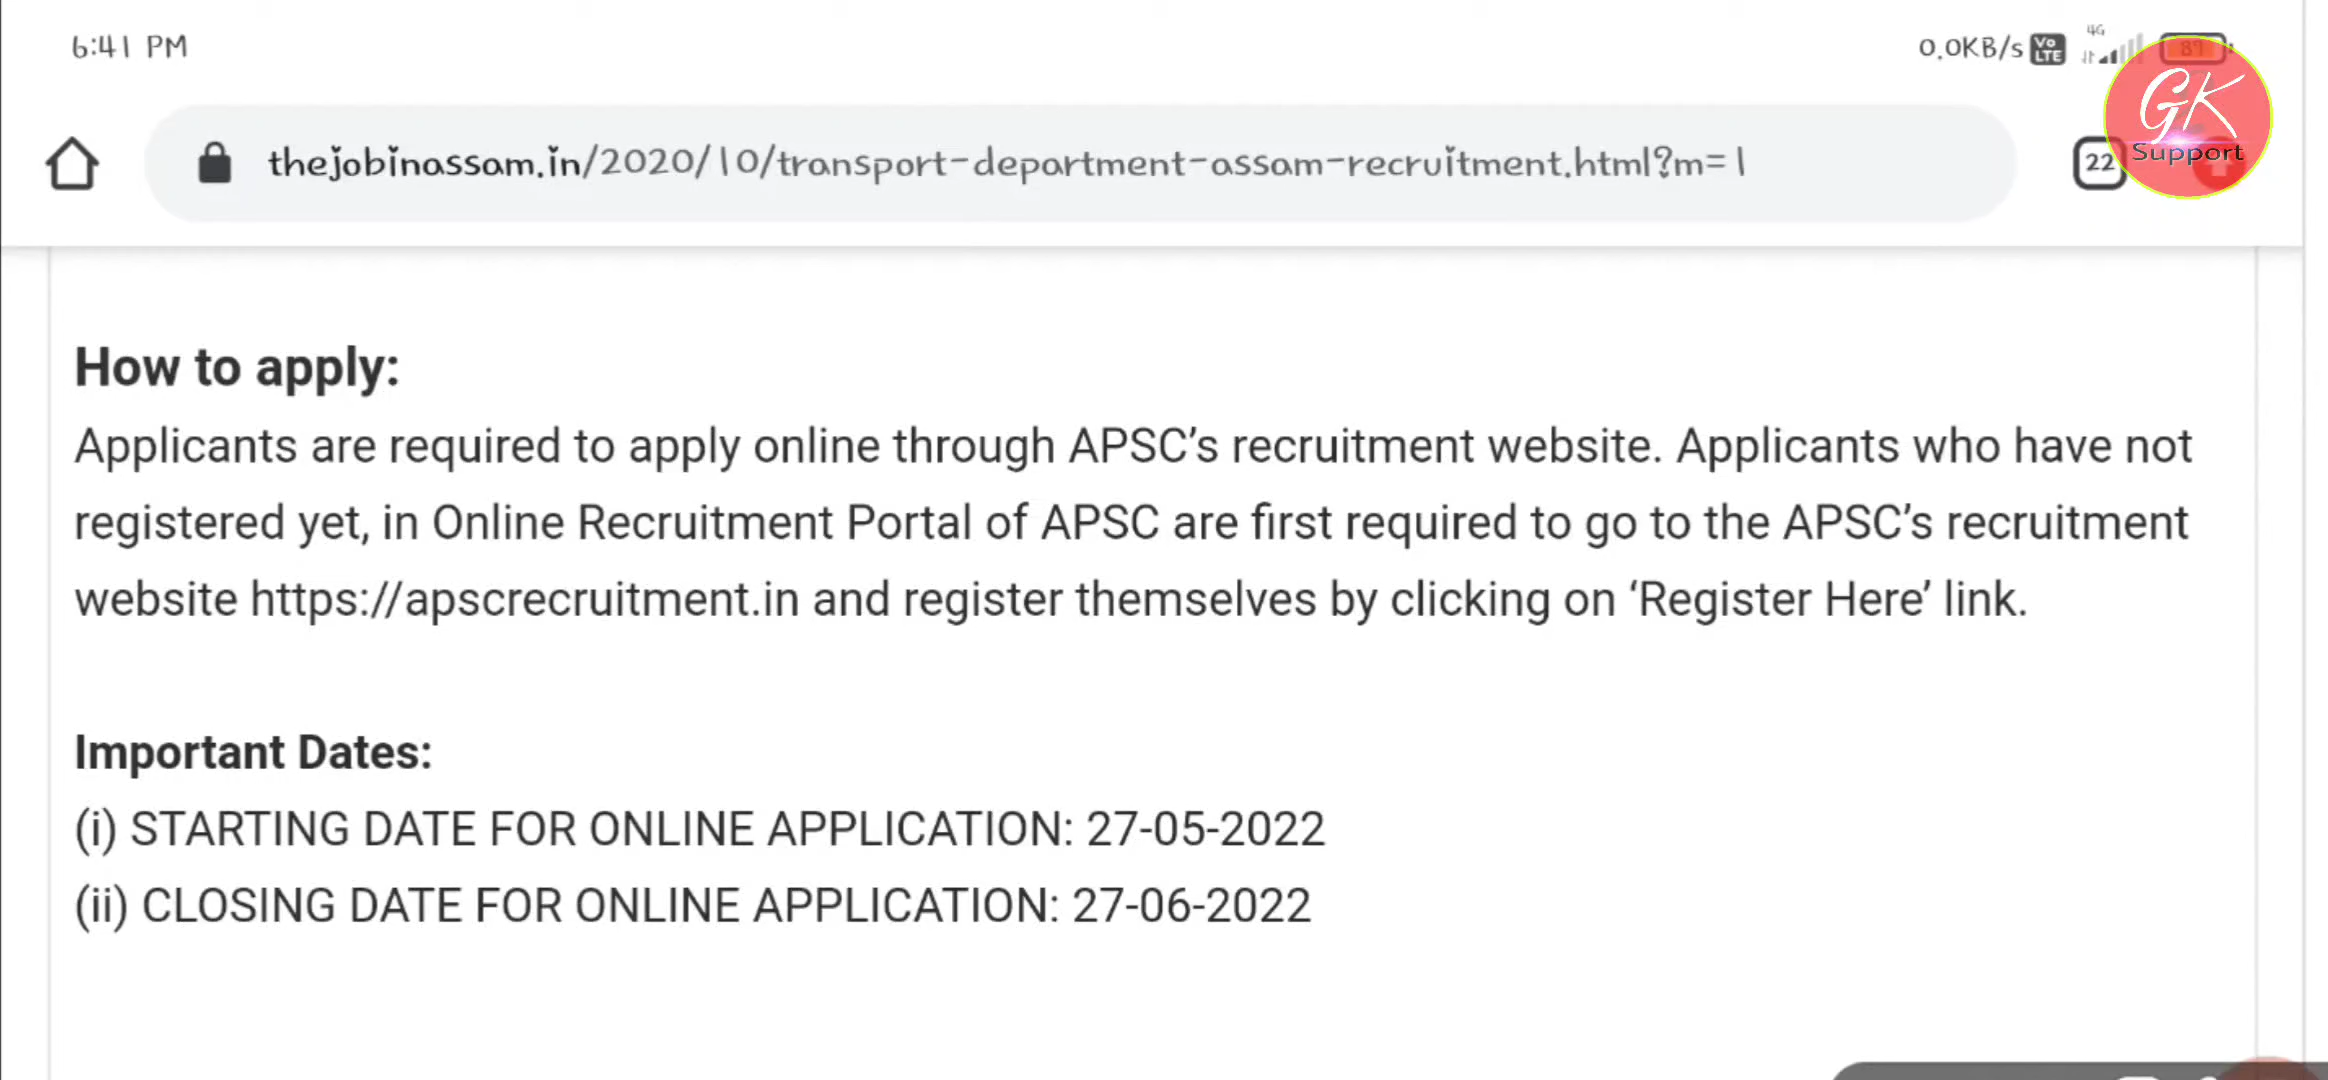 6:41 PM
0.0KB/s Vo LTE 4G 89
thejobinassam.in/2020/10/transport-department-assam-recruitment.html?m=1
22
GK
Support
How to apply:
Applicants are required to apply online through APSC’s recruitment website. Applicants who have not
registered yet, in Online Recruitment Portal of APSC are first required to go to the APSC’s recruitment
website https://apscrecruitment.in and register themselves by clicking on ‘Register Here’ link.
Important Dates:
(i) STARTING DATE FOR ONLINE APPLICATION: 27-05-2022
(ii) CLOSING DATE FOR ONLINE APPLICATION: 27-06-2022